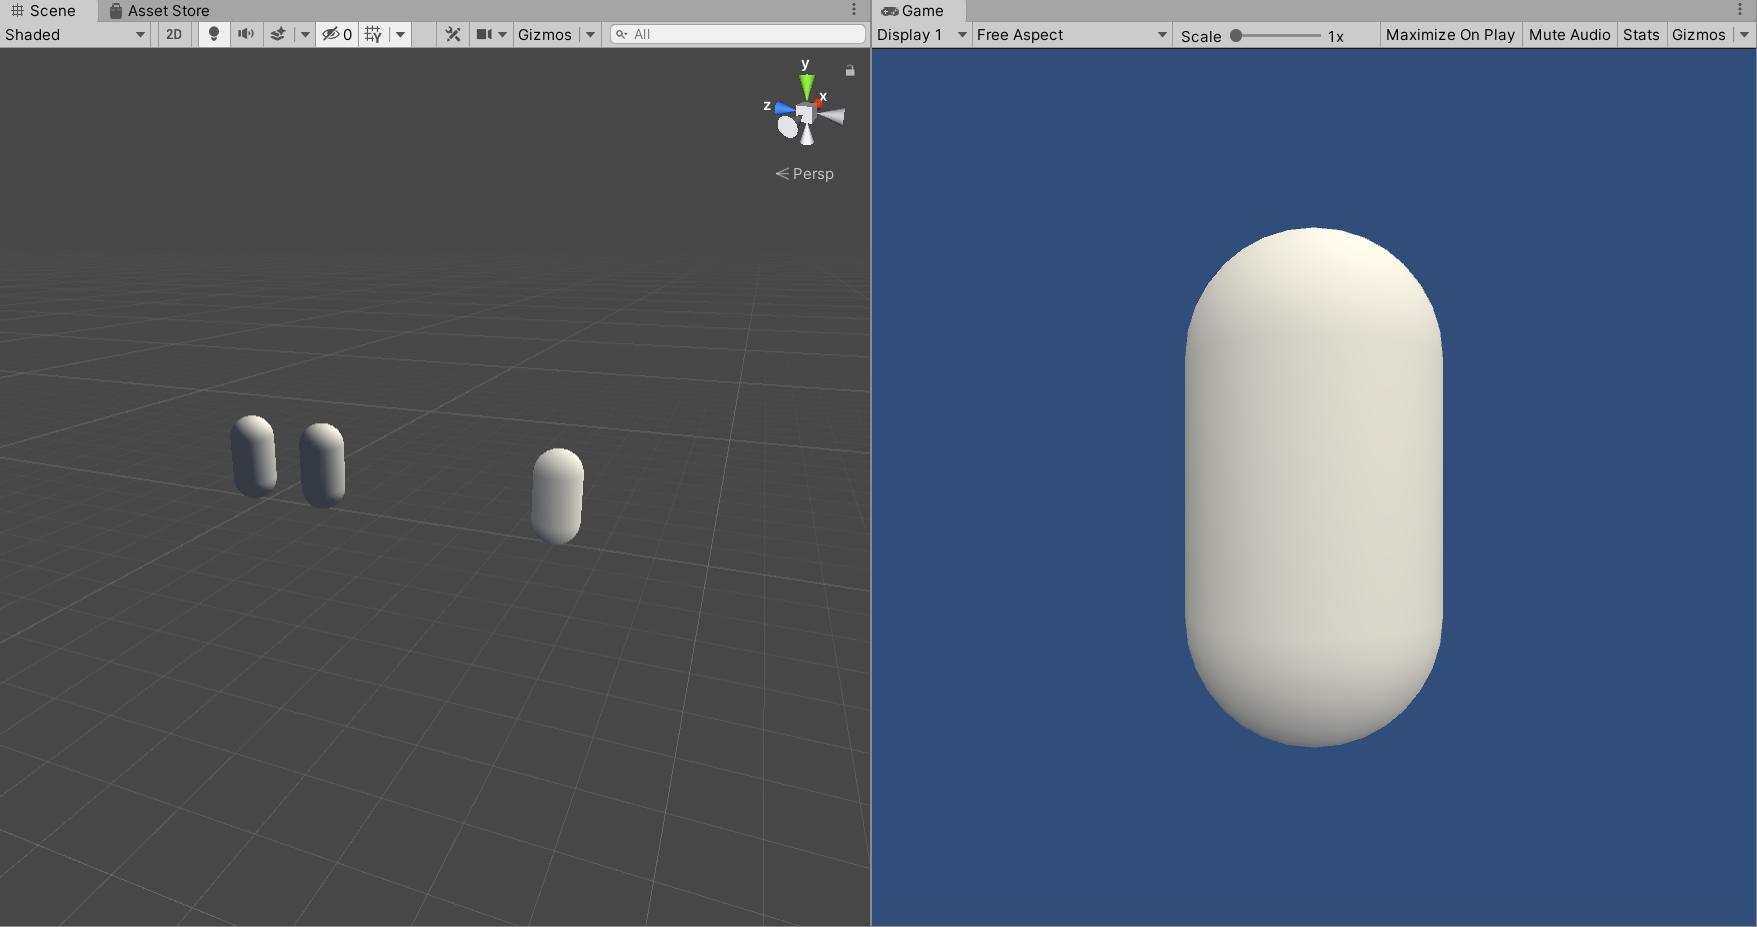 Scene
Asset Store
Shaded
2D
0
Gizmos
All
y
x
z
Persp
Game
Display 1
Free Aspect
Scale
1x
Maximize On Play
Mute Audio
Stats
Gizmos